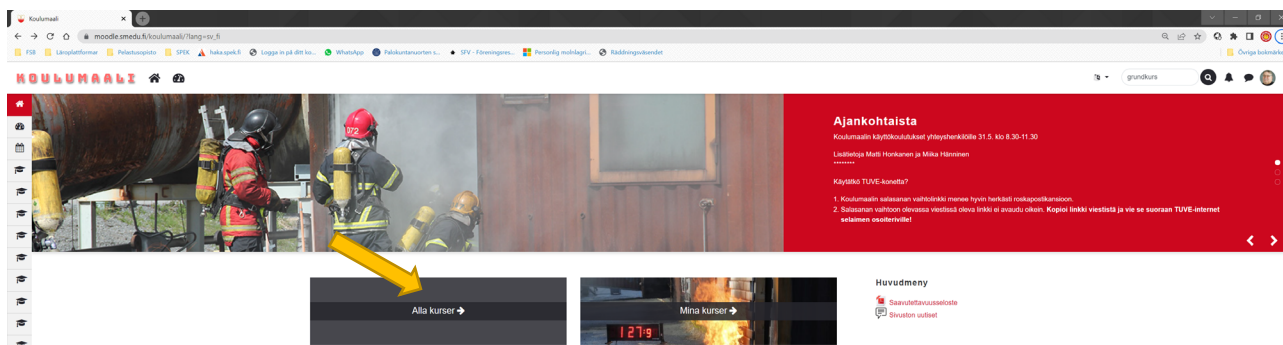 Koulumaali
moodle.smedu.fi/koulumaali/?lang=sv_fi
FSB Läroplattformar Pelastusopisto SPEK haka.spek.fi Logga in på ditt ko... WhatsApp Palokuntanuorten s... SFV - Föreningsres... Personlig molnlagri... Räddningsväsendet Övriga bokmärke
KOULUMAALI grundkurs
972
Ajankohtaista
Koulumaalin käyttökoulutukset yhteyshenkilöille 31.5. klo 8.30-11.30
Lisätietoja Matti Honkanen ja Miika Hänninen
********
Käytätkö TUVE-konetta?
1. Koulumaalin salasanan vaihtolinkki menee hyvin herkästi roskapostikansioon.
2. Salasanan vaihtoon olevassa viestissä oleva linkki ei avaudu oikein. Kopioi linkki viestistä ja vie se suoraan TUVE-internet
selaimen osoiteriville!
Alla kurser
Mina kurser
127:9
Huvudmeny
Saavutettavuusseloste
Sivuston uutiset